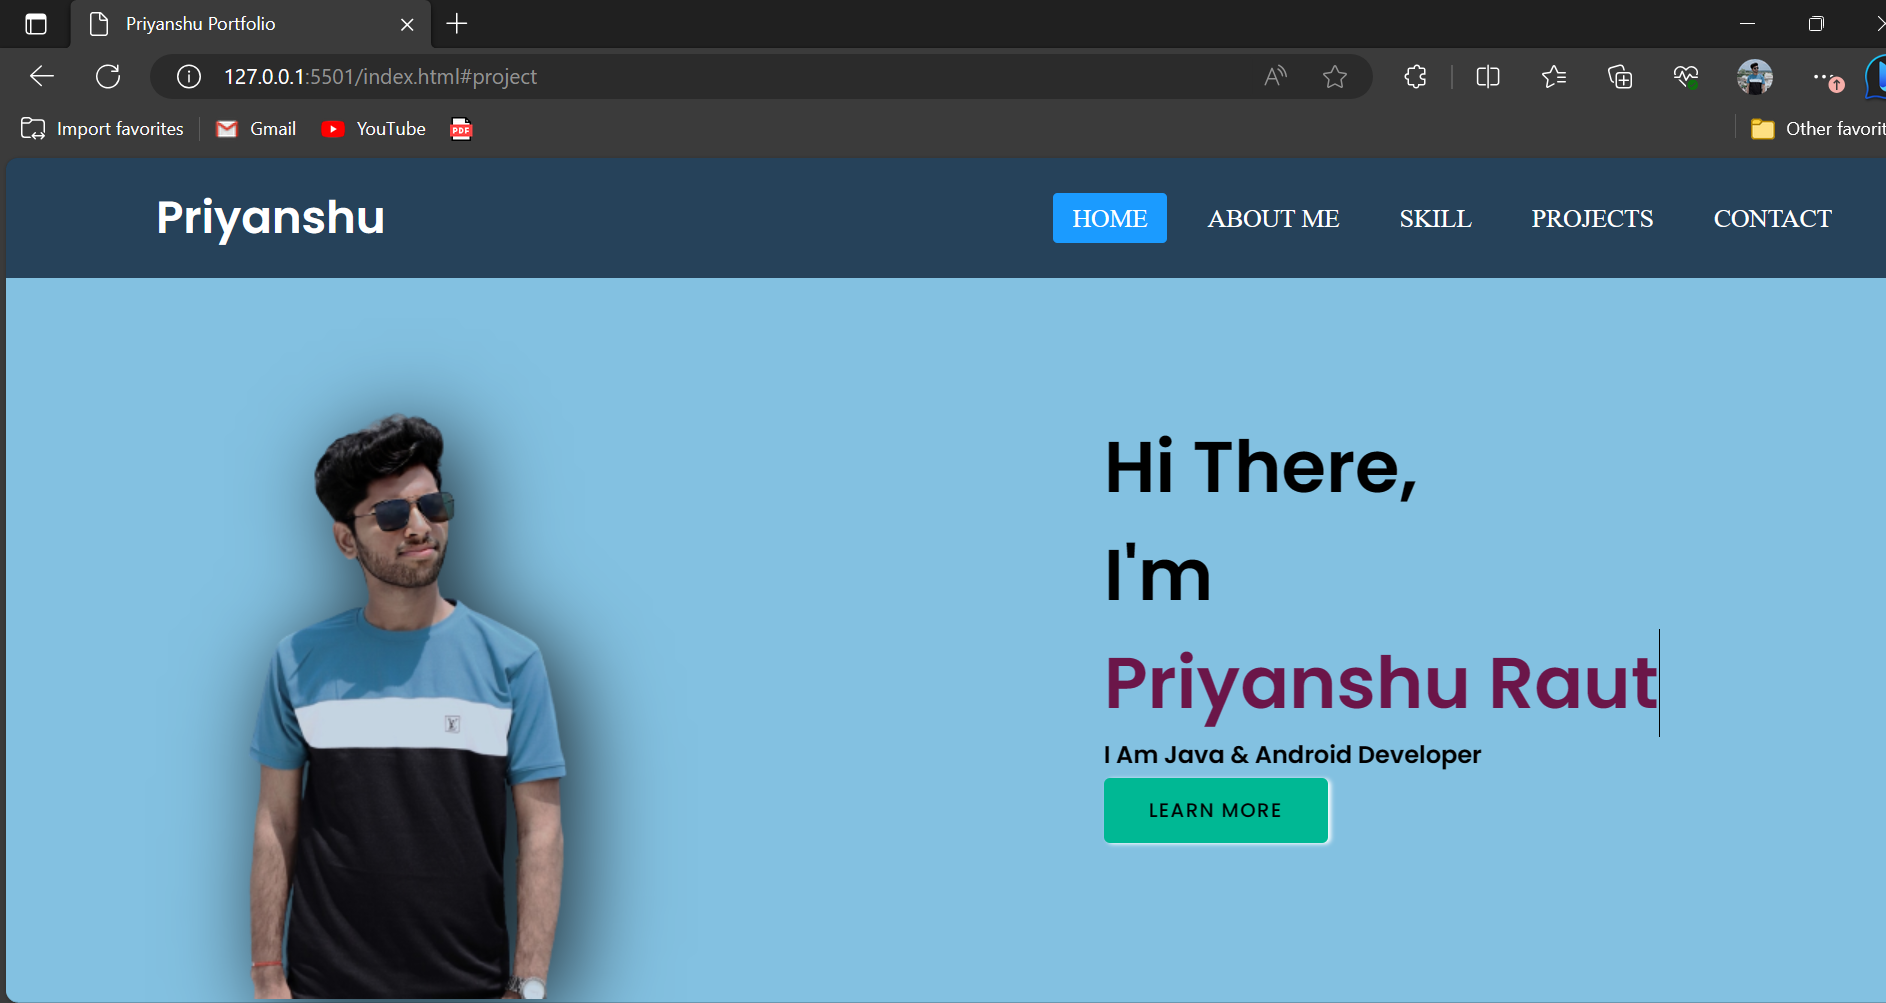 Priyanshu Portfolio
127.0.0.1:5501/index.html#project
Import favorites
Gmail
YouTube
PDF
Other favorit
Priyanshu
HOME
ABOUT ME
SKILL
PROJECTS
CONTACT
Hi There,
I'm
Priyanshu Raut
I Am Java & Android Developer
LEARN MORE